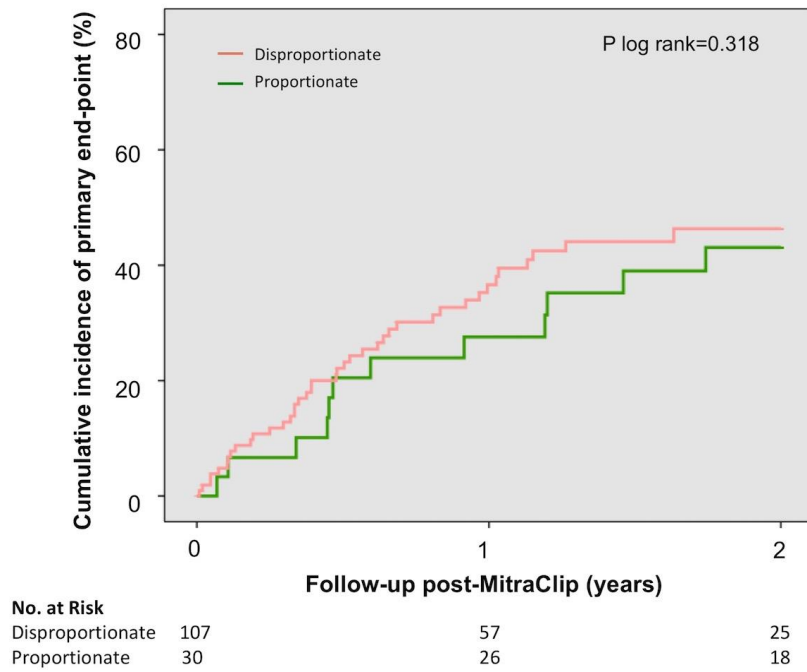 Cumulative incidence of primary end-point (%)
80
60
40
20
0
Disproportionate
Proportionate
P log rank=0.318
0 1 2
Follow-up post-MitraClip (years)
No. at Risk
Disproportionate 107 57 25
Proportionate 30 26 18